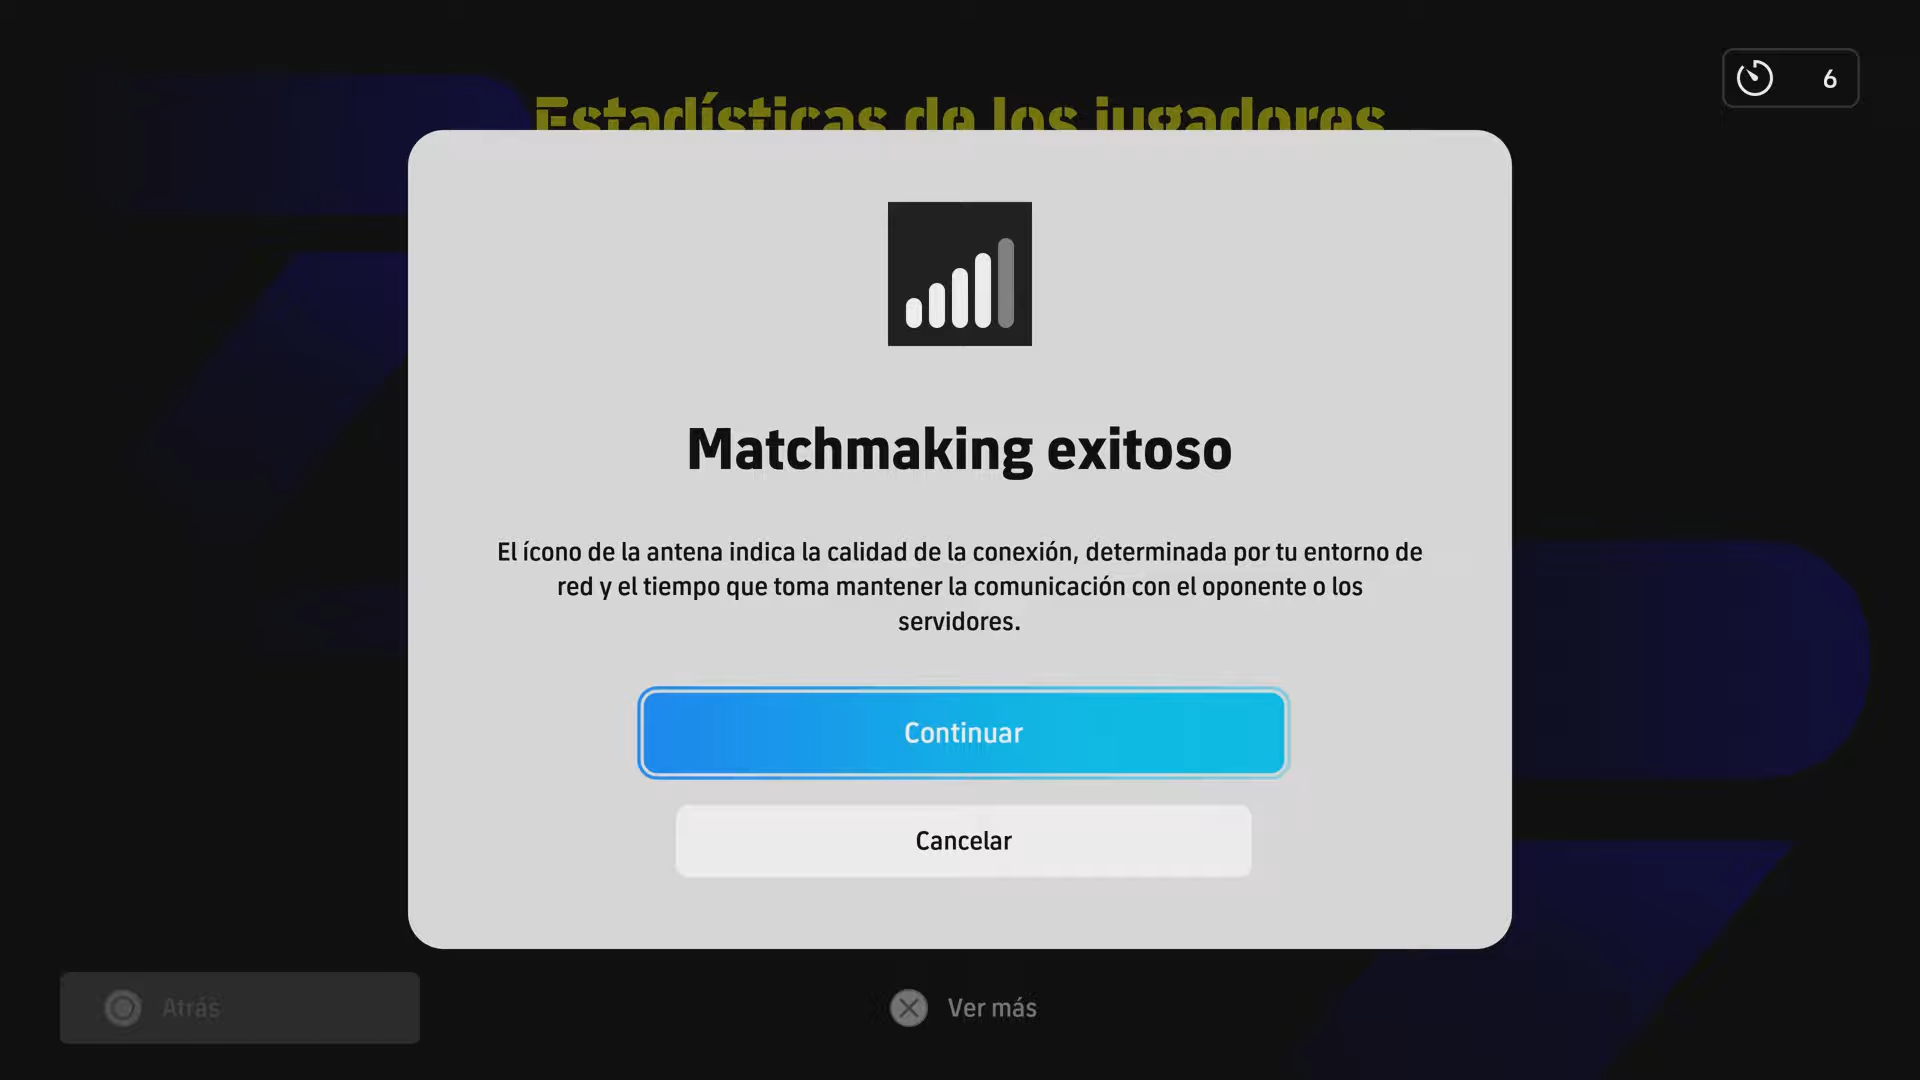 6
Estadísticas de los jugadores
Matchmaking exitoso
El ícono de la antena indica la calidad de la conexión, determinada por tu entorno de
red y el tiempo que toma mantener la comunicación con el oponente o los
servidores.
Continuar
Cancelar
Atrás
Ver más